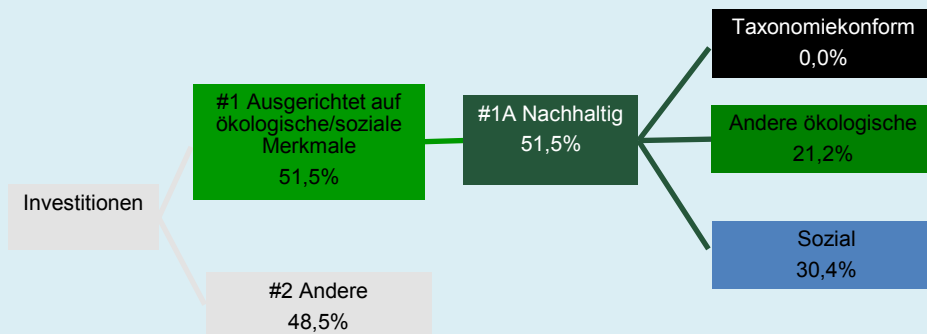 Investitionen
#1 Ausgerichtet auf
ökologische/soziale
Merkmale
51,5%
#2 Andere
48,5%
#1A Nachhaltig
51,5%
Taxonomiekonform
0,0%
Andere ökologische
21,2%
Sozial
30,4%